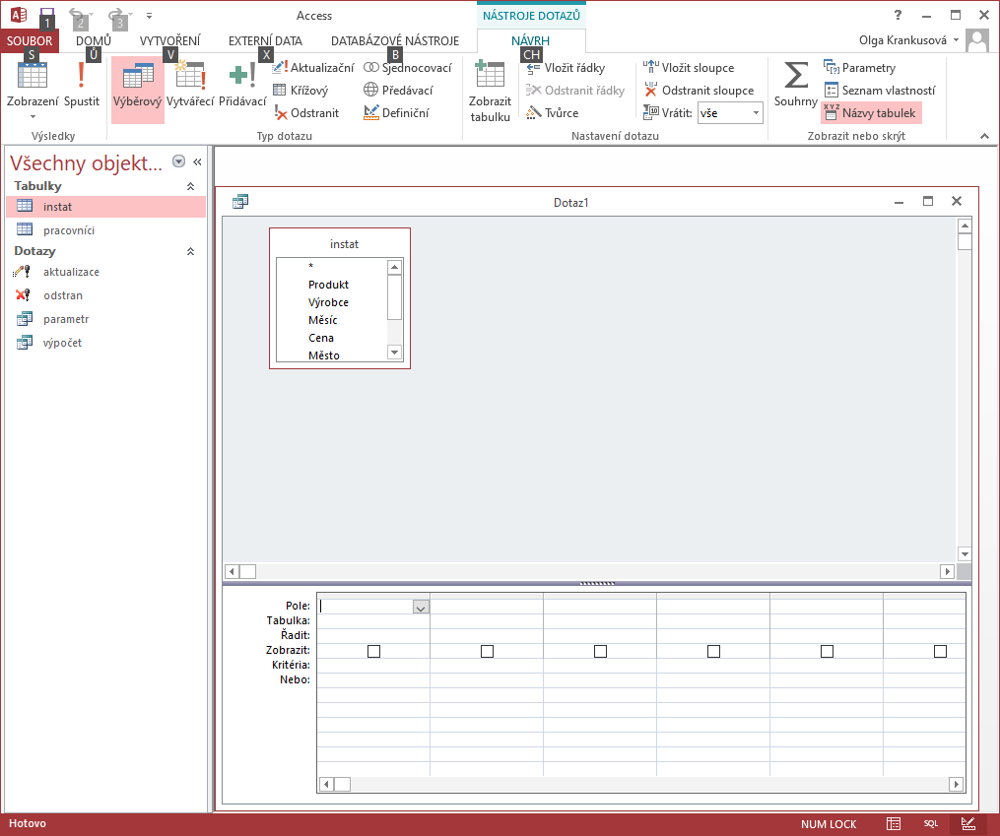 Access
NÁSTROJE DOTAZŮ
?
1
2
3
SOUBOR
DOMŮ
VYTVOŘENÍ
EXTERNÍ DATA
DATABÁZOVÉ NÁSTROJE
NÁVRH
Olga Krankusová
S
Ů
V
X
B
CH
Zobrazení
Spustit
Výběrový
Vytvářecí
Přidávací
Aktualizační
Křížový
Odstranit
Sjednocovací
Předávací
Definiční
Zobrazit
tabulku
Vložit řádky
Odstranit řádky
Tvůrce
Vložit sloupce
Odstranit sloupce
Vrátit: vše
Souhrny
Parametry
Seznam vlastností
XYZ
Názvy tabulek
Výsledky
Typ dotazu
Nastavení dotazu
Zobrazit nebo skrýt
Všechny objekt...
Tabulky
instat
pracovníci
Dotazy
aktualizace
odstran
parametr
výpočet
Dotaz1
instat
*
Produkt
Výrobce
Měsíc
Cena
Město
Pole:
Tabulka:
Řadit:
Zobrazit:
Kritéria:
Nebo:
Hotovo
NUM LOCK
SQL